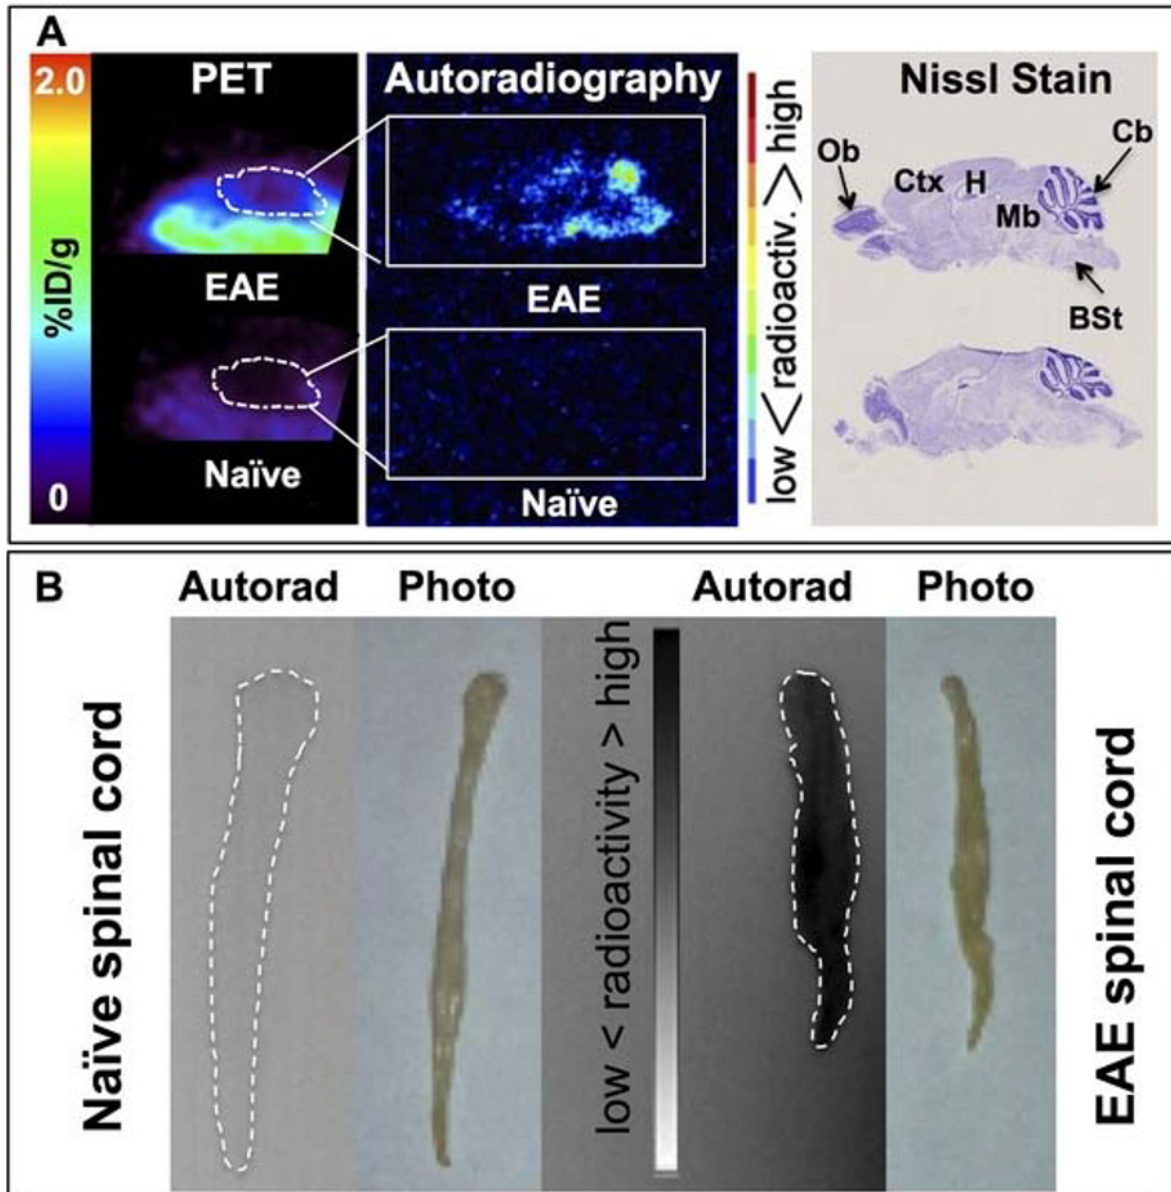 A
PET
Autoradiography
Nissl Stain
2.0
%ID/g
0
EAE
Naïve
EAE
Naïve
low < radioactiv. > high
Ob
Ctx
H
Mb
Cb
BSt
B
Autorad
Photo
Autorad
Photo
Naïve spinal cord
low < radioactivity > high
EAE spinal cord